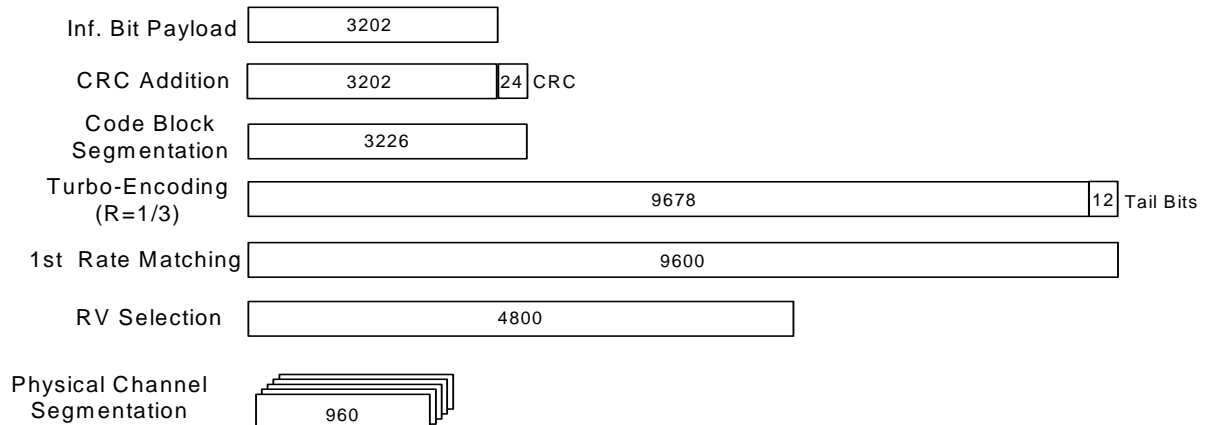 Inf. Bit Payload 3202
CRC Addition 3202 24 CRC
Code Block
Segmentation 3226
Turbo-Encoding
(R=1/3) 9678 12 Tail Bits
1st Rate Matching 9600
RV Selection 4800
Physical Channel
Segmentation 960